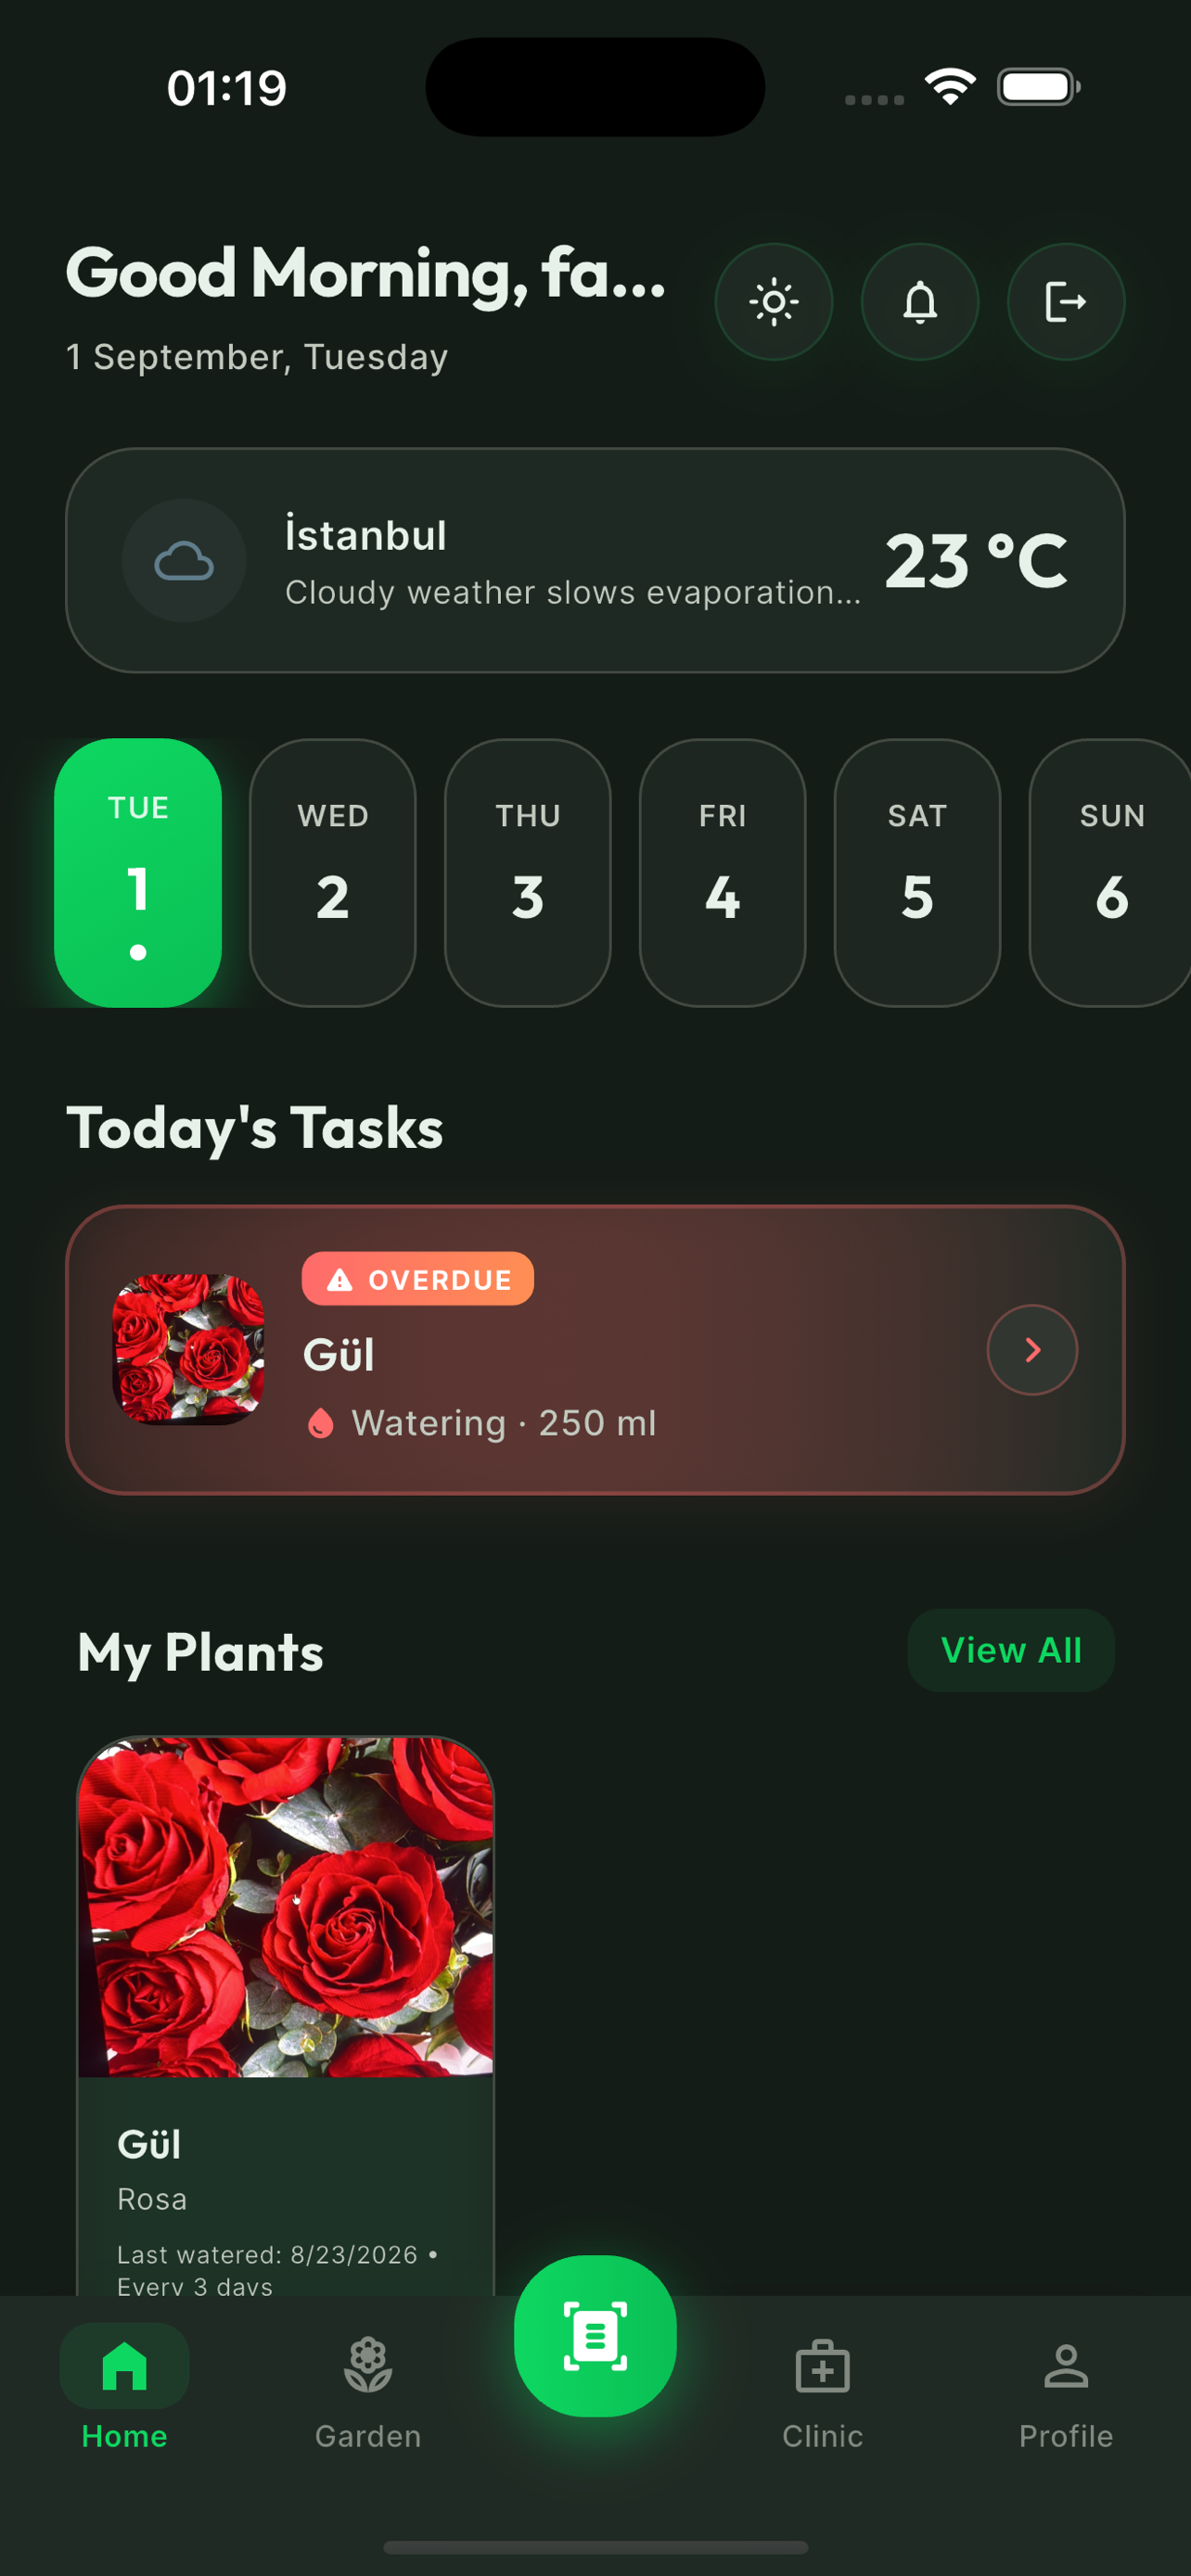 01:19
Good Morning, fa...
1 September, Tuesday
İstanbul
Cloudy weather slows evaporation...
23 °C
TUE
1
WED
2
THU
3
FRI
4
SAT
5
SUN
6
Today's Tasks
OVERDUE
Gül
Watering · 250 ml
My Plants
View All
Gül
Rosa
Last watered: 8/23/2026 •
Every 3 days
Home
Garden
Clinic
Profile